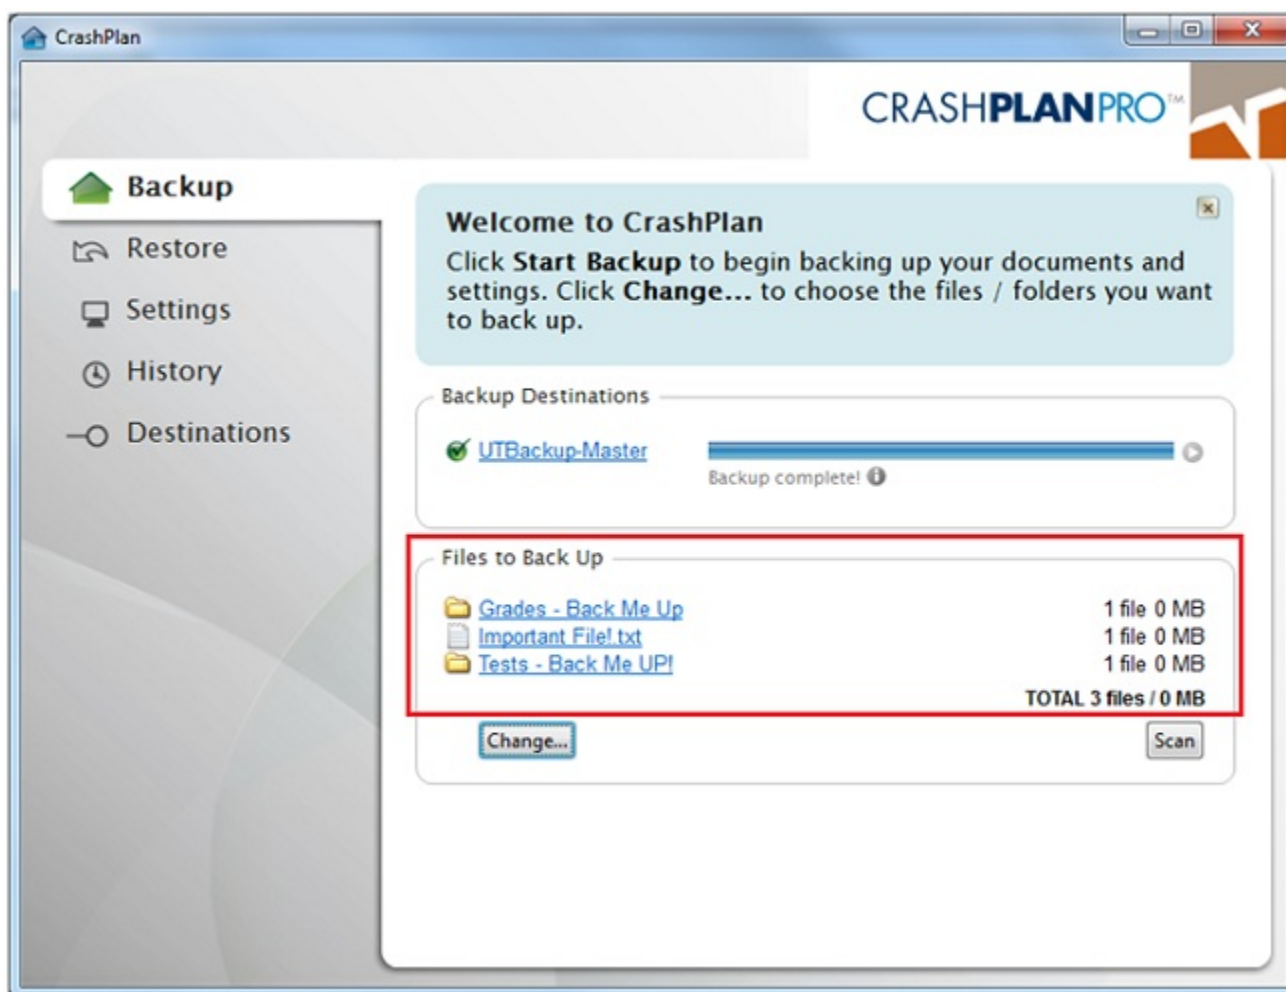 CrashPlan
CRASHPLANPRO™
Backup
Restore
Settings
History
Destinations
Welcome to CrashPlan
Click Start Backup to begin backing up your documents and
settings. Click Change... to choose the files / folders you want
to back up.
Backup Destinations
UTBackup-Master
Backup complete!
Files to Back Up
Grades - Back Me Up 1 file 0 MB
Important File!.txt 1 file 0 MB
Tests - Back Me UP! 1 file 0 MB
TOTAL 3 files / 0 MB
Change... Scan